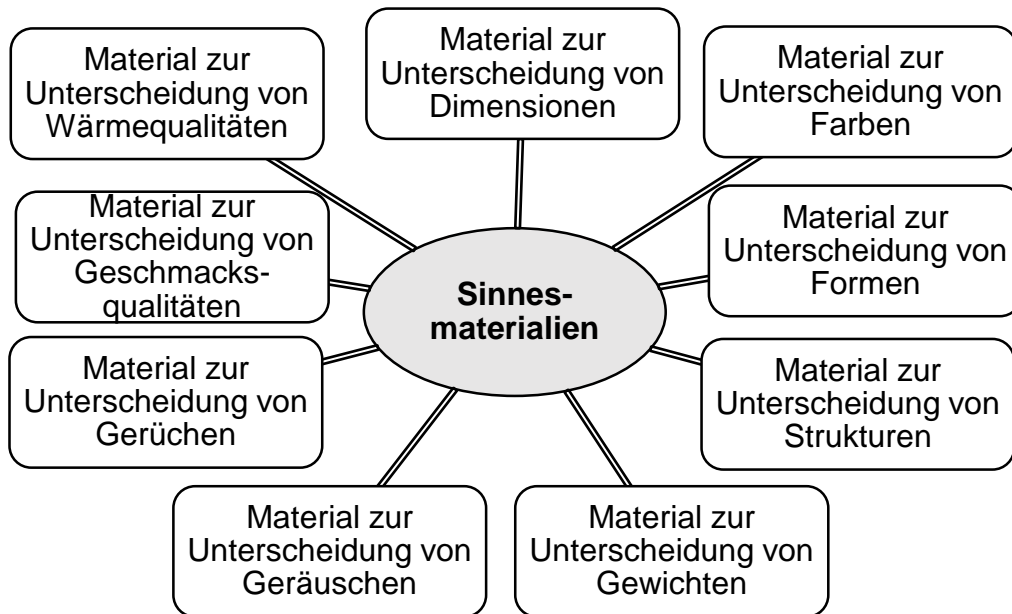 Material zur
Unterscheidung von
Wärmequalitäten
Material zur
Unterscheidung von
Dimensionen
Material zur
Unterscheidung von
Farben
Material zur
Unterscheidung von
Geschmacks-
qualitäten
Sinnes-
materialien
Material zur
Unterscheidung von
Formen
Material zur
Unterscheidung von
Gerüchen
Material zur
Unterscheidung von
Strukturen
Material zur
Unterscheidung von
Geräuschen
Material zur
Unterscheidung von
Gewichten